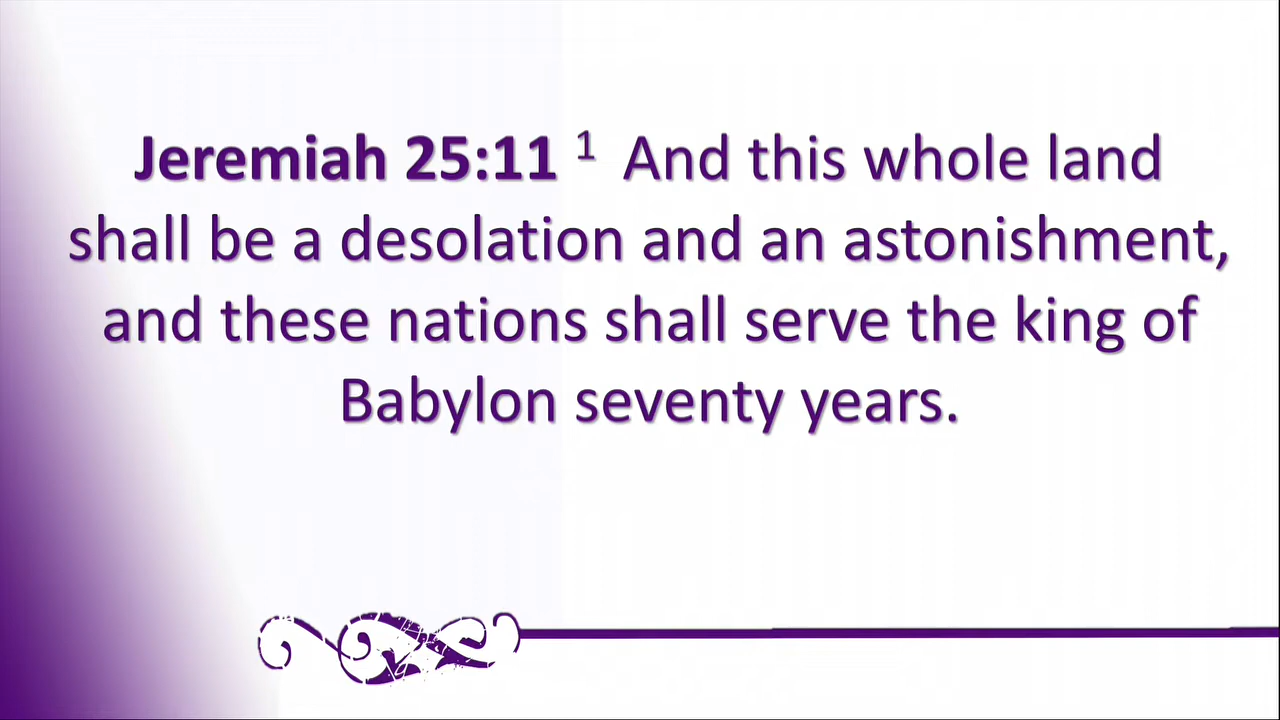 Jeremiah 25:11 ¹ And this whole land
shall be a desolation and an astonishment,
and these nations shall serve the king of
Babylon seventy years.